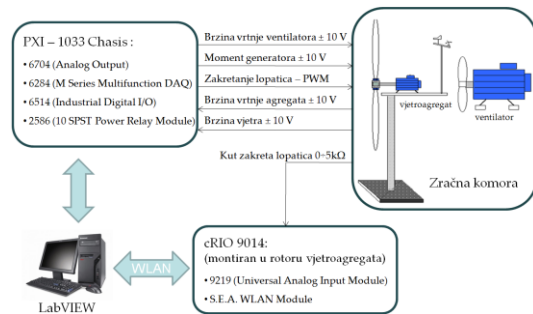 PXI – 1033 Chasis :
• 6704 (Analog Output)
• 6284 (M Series Multifunction DAQ)
• 6514 (Industrial Digital I/O)
• 2586 (10 SPST Power Relay Module)
Brzina vrtnje ventilatora ± 10 V
Moment generatora ± 10 V
Zakretanje lopatica – PWM
Brzina vrtnje agregata ± 10 V
Brzina vjetra ± 10 V
Kut zakreta lopatica 0÷5kΩ
vjetroagregat
ventilator
Zračna komora
cRIO 9014:
(montiran u rotoru vjetroagregata)
• 9219 (Universal Analog Input Module)
• S.E.A. WLAN Module
WLAN
LabVIEW